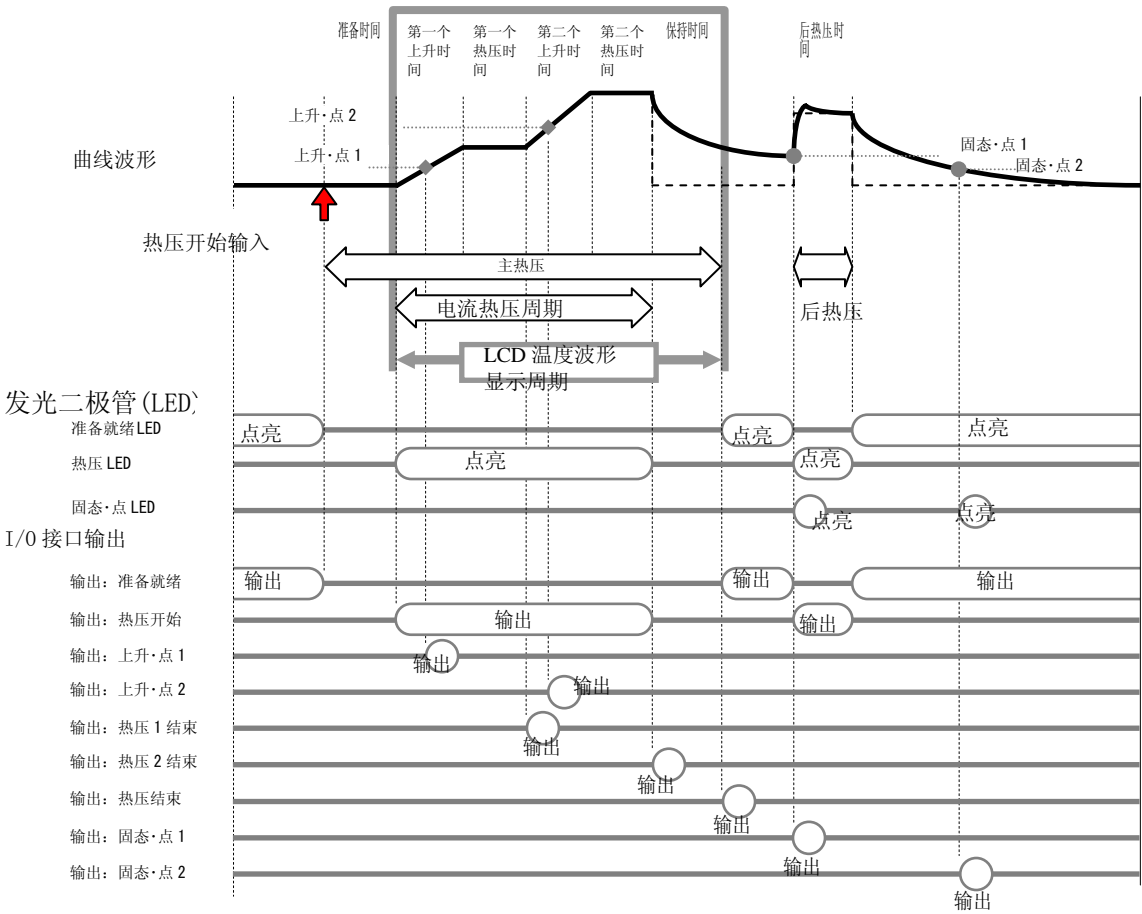 准备时间
第一个
上升时
间
第一个
热压时
间
第二个
上升时
间
第二个
热压时
间
保持时间
后热压时
间
上升·点 2
上升·点 1
曲线波形
固态·点 1
固态·点 2
热压开始输入
主热压
电流热压周期
后热压
LCD 温度波形
显示周期
发光二极管(LED)
准备就绪LED
点亮
点亮
点亮
热压 LED
点亮
点亮
固态·点 LED
点亮
点亮
I/O 接口输出
输出: 准备就绪
输出
输出
输出
输出: 热压开始
输出
输出
输出: 上升·点 1
输出
输出: 上升·点 2
输出
输出: 热压 1 结束
输出
输出: 热压 2 结束
输出
输出: 热压结束
输出
输出: 固态·点 1
输出
输出: 固态·点 2
输出